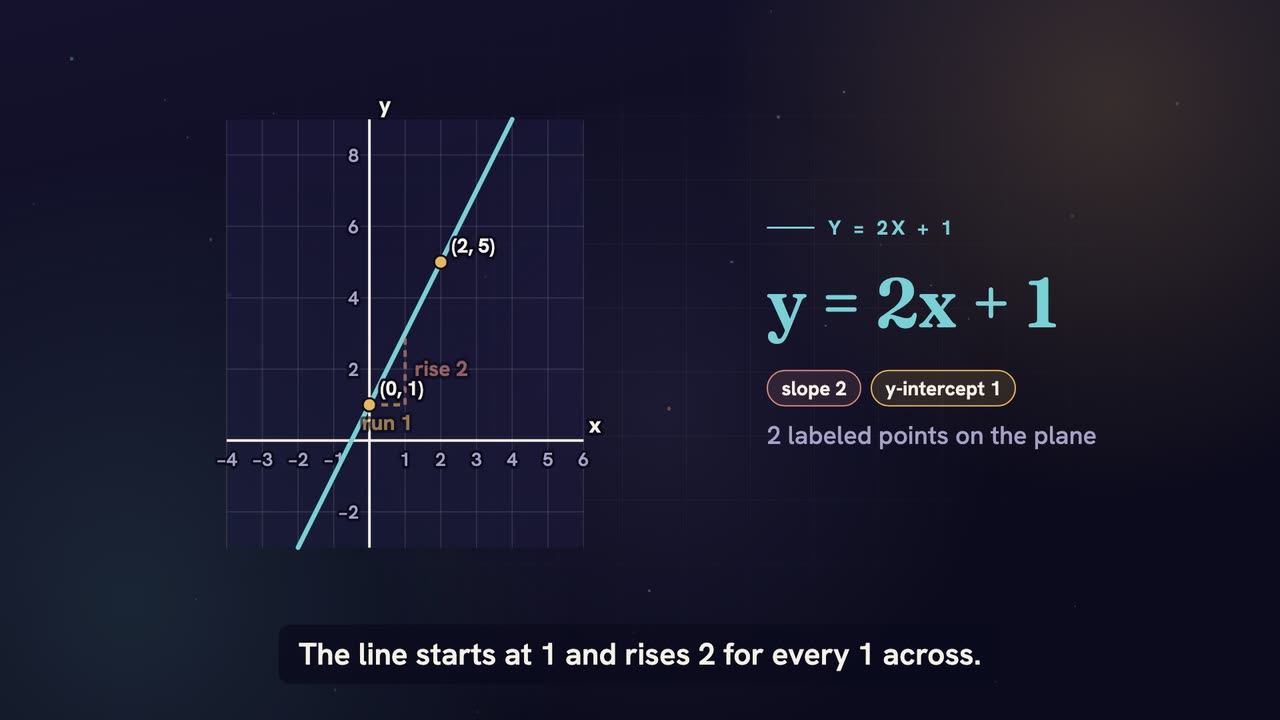 y
8
6
(2, 5)
4
2
rise 2
(0, 1)
run 1
x
–4 –3 –2 –1 1 2 3 4 5 6
–2
Y = 2X + 1
y = 2x + 1
slope 2
y-intercept 1
2 labeled points on the plane
The line starts at 1 and rises 2 for every 1 across.